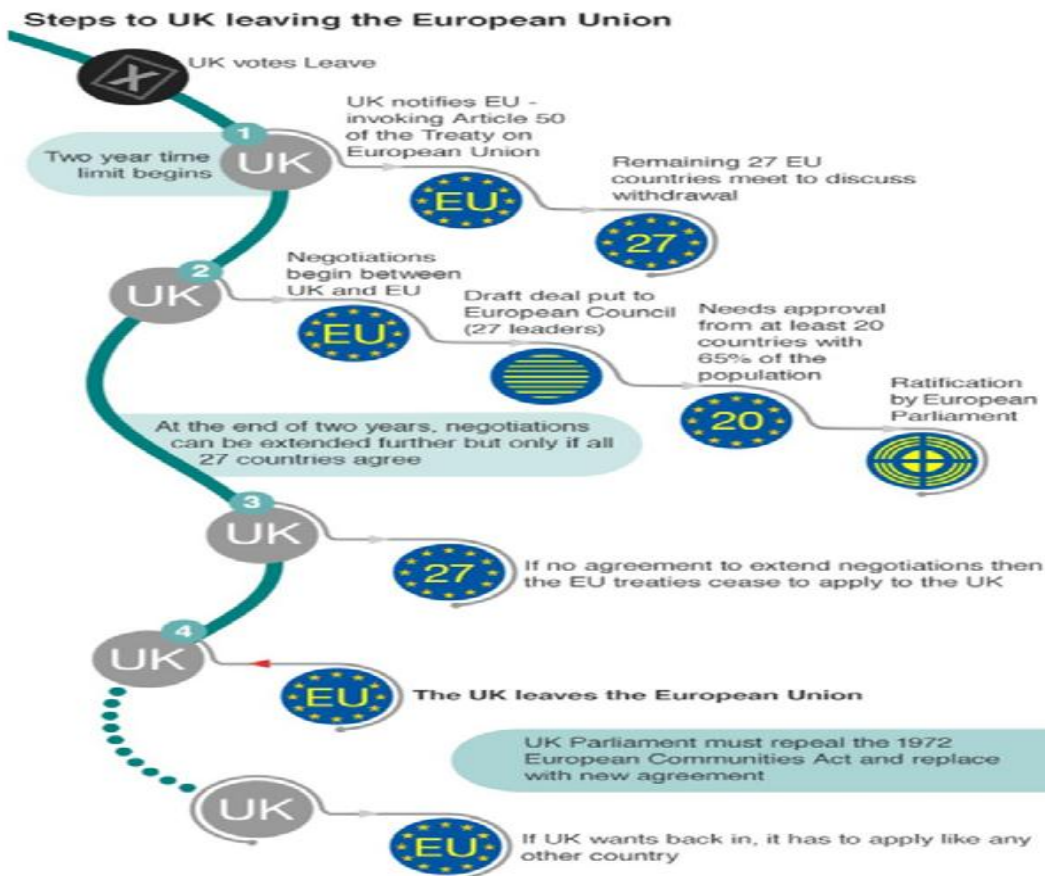 Steps to UK leaving the European Union
X
UK votes Leave
1
UK
Two year time
limit begins
UK notifies EU -
invoking Article 50
of the Treaty on
European Union
EU
Remaining 27 EU
countries meet to discuss
withdrawal
27
2
UK
Negotiations
begin between
UK and EU
EU
Draft deal put to
European Council
(27 leaders)
Needs approval
from at least 20
countries with
65% of the
population
20
Ratification
by European
Parliament
At the end of two years, negotiations
can be extended further but only if all
27 countries agree
3
UK
27
If no agreement to extend negotiations then
the EU treaties cease to apply to the UK
4
UK
EU
The UK leaves the European Union
UK Parliament must repeal the 1972
European Communities Act and replace
with new agreement
UK
EU
If UK wants back in, it has to apply like any
other country